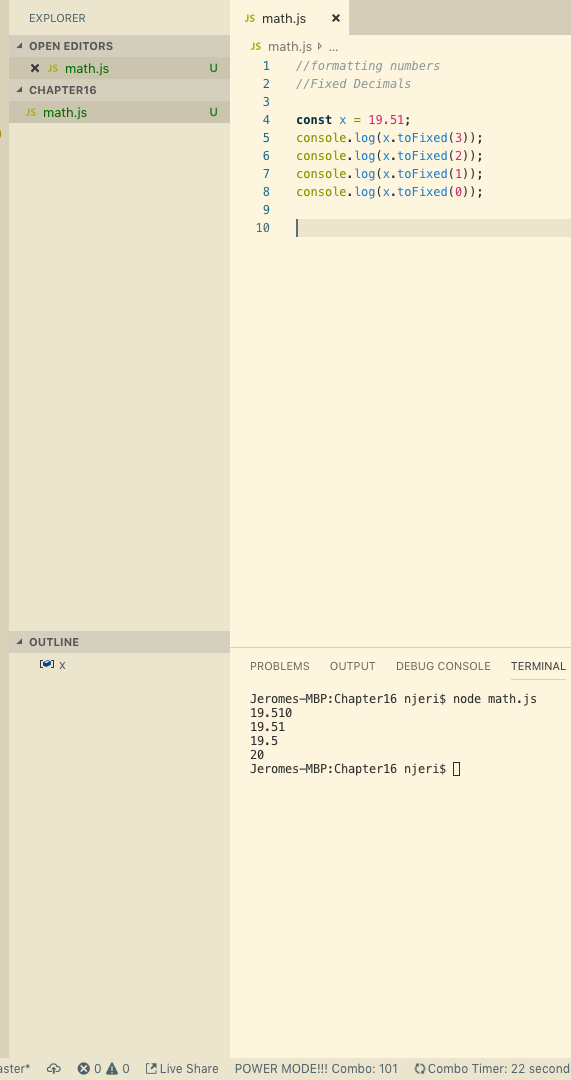 EXPLORER
OPEN EDITORS
JS math.js U
CHAPTER16
JS math.js U
OUTLINE
x
JS math.js
JS math.js ...
1 //formatting numbers
2 //Fixed Decimals
3
4 const x = 19.51;
5 console.log(x.toFixed(3));
6 console.log(x.toFixed(2));
7 console.log(x.toFixed(1));
8 console.log(x.toFixed(0));
9
10
PROBLEMS OUTPUT DEBUG CONSOLE TERMINAL
Jeromes-MBP:Chapter16 njeri$ node math.js
19.510
19.51
19.5
20
Jeromes-MBP:Chapter16 njeri$
aster* 0 0 Live Share POWER MODE!!! Combo: 101 Combo Timer: 22 second